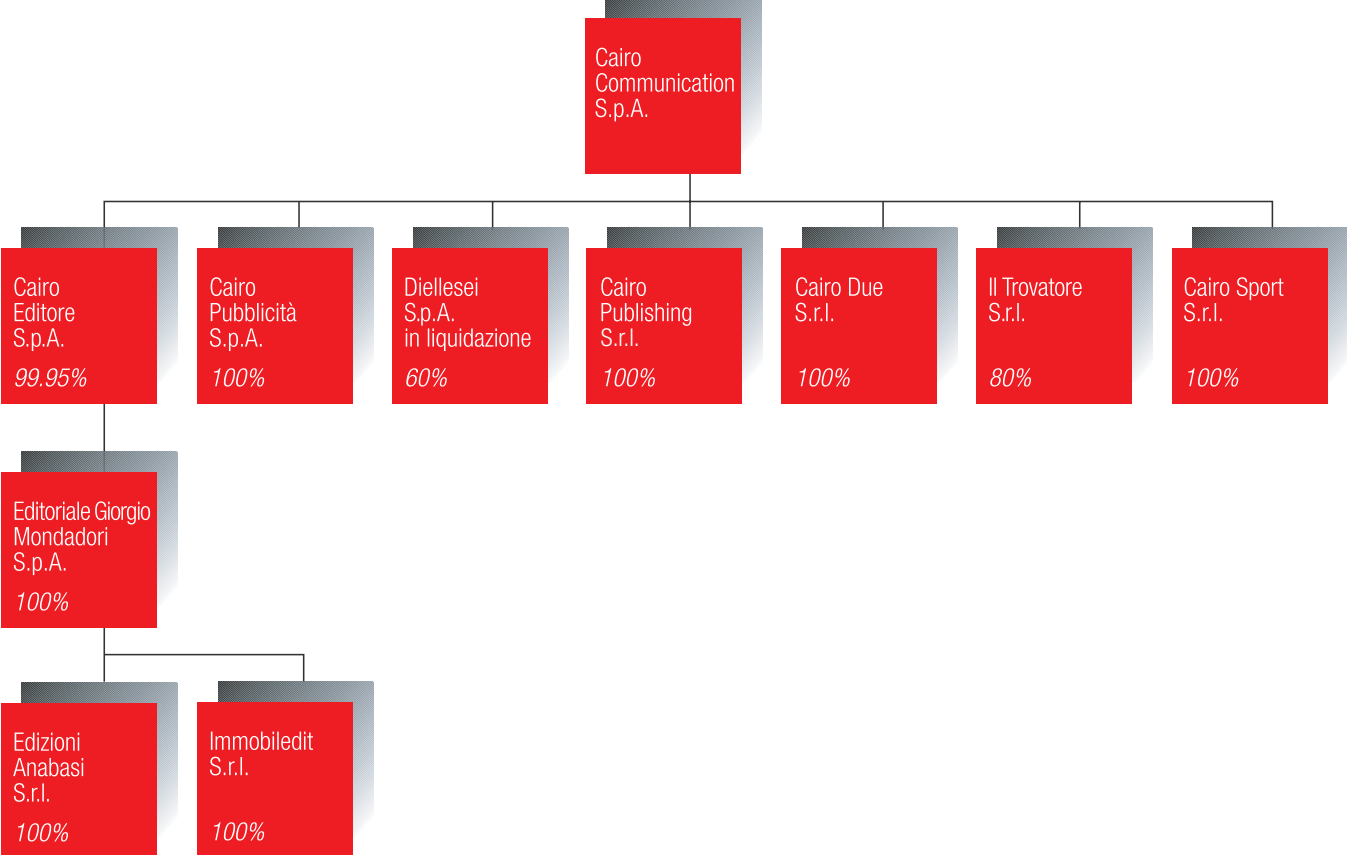 Cairo
Communication
S.p.A.
Cairo
Editore
S.p.A.
99.95%
Cairo
Pubblicità
S.p.A.
100%
Diellesei
S.p.A.
in liquidazione
60%
Cairo
Publishing
S.r.l.
100%
Cairo Due
S.r.l.
100%
Il Trovatore
S.r.l.
80%
Cairo Sport
S.r.l.
100%
Editoriale Giorgio
Mondadori
S.p.A.
100%
Edizioni
Anabasi
S.r.l.
100%
Immobiledit
S.r.l.
100%